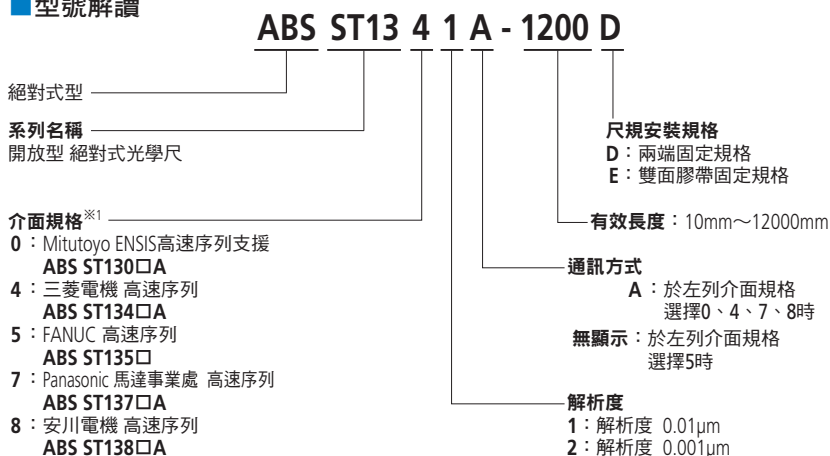 ■型號解讀
ABS ST13 4 1 A - 1200 D
絕對式型
系列名稱
開放型 絕對式光學尺
介面規格※1
0：Mitutoyo ENSIS高速序列支援
ABS ST130□A
4：三菱電機 高速序列
ABS ST134□A
5：FANUC 高速序列
ABS ST135□
7：Panasonic 馬達事業處 高速序列
ABS ST137□A
8：安川電機 高速序列
ABS ST138□A
尺規安裝規格
D：兩端固定規格
E：雙面膠帶固定規格
有效長度：10mm～12000mm
通訊方式
A：於左列介面規格
選擇0、4、7、8時
無顯示：於左列介面規格
選擇5時
解析度
1：解析度 0.01μm
2：解析度 0.001μm